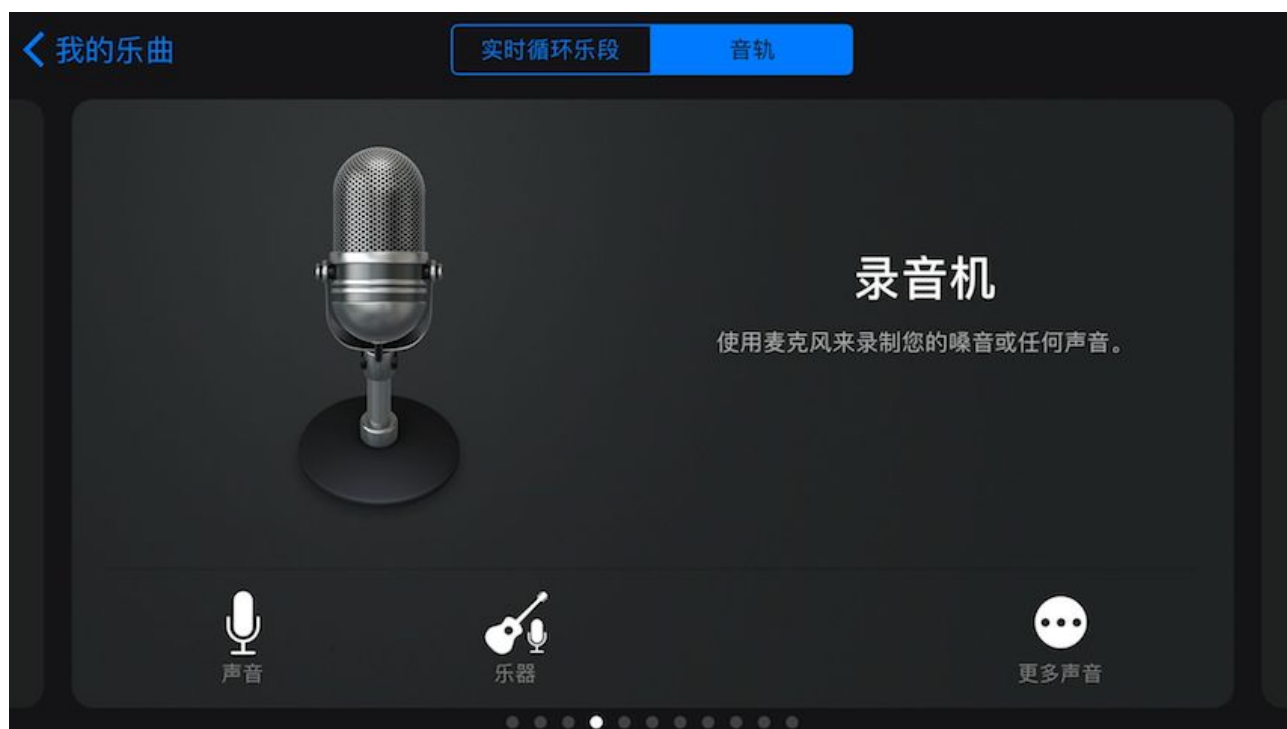 我的乐曲
实时循环乐段
音轨
录音机
使用麦克风来录制您的嗓音或任何声音。
声音
乐器
更多声音